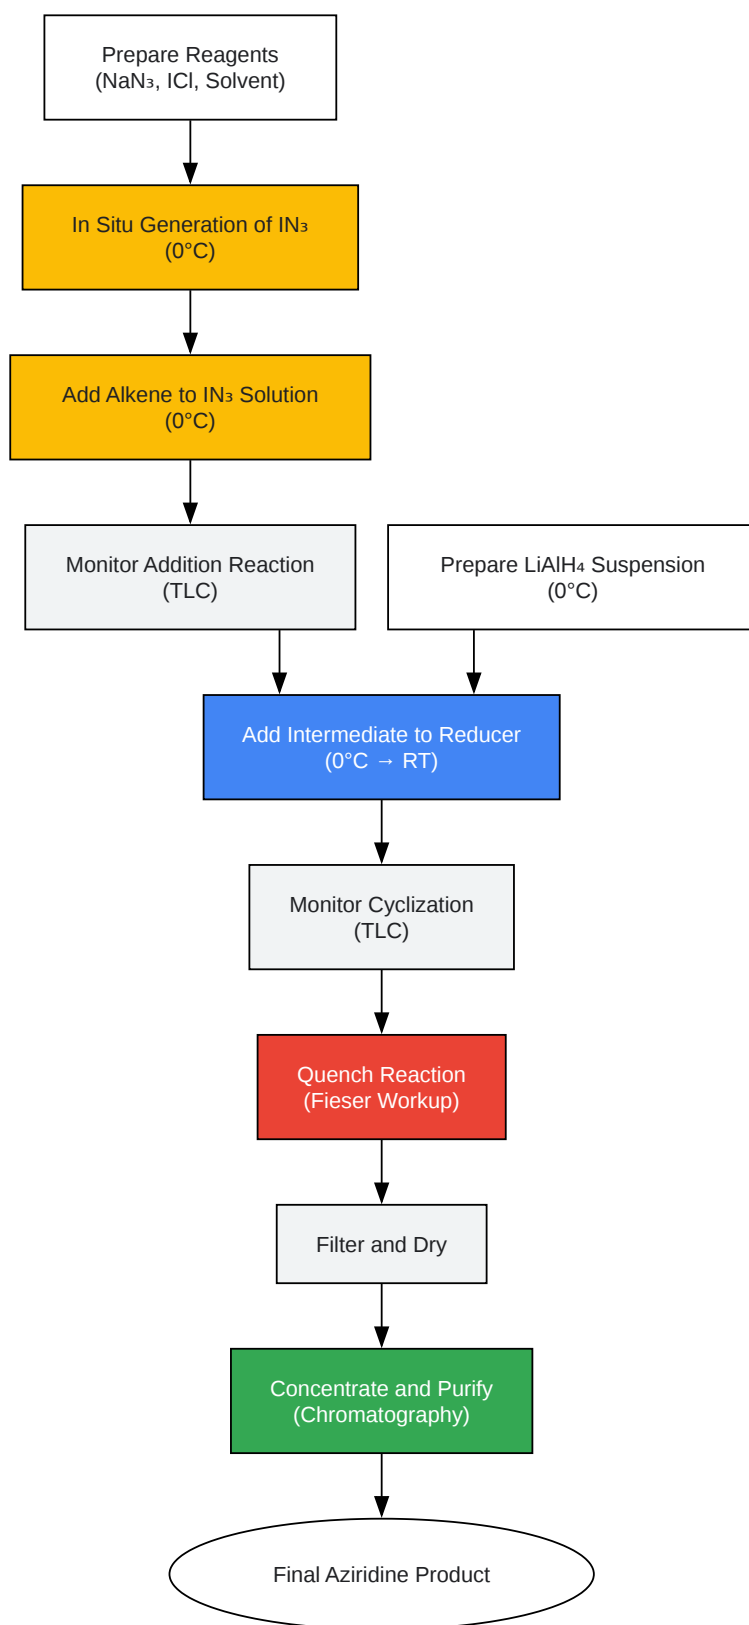 Prepare Reagents
(NaN₃, ICl, Solvent)
In Situ Generation of IN₃
(0°C)
Add Alkene to IN₃ Solution
(0°C)
Monitor Addition Reaction
(TLC)
Prepare LiAlH₄ Suspension
(0°C)
Add Intermediate to Reducer
(0°C → RT)
Monitor Cyclization
(TLC)
Quench Reaction
(Fieser Workup)
Filter and Dry
Concentrate and Purify
(Chromatography)
Final Aziridine Product